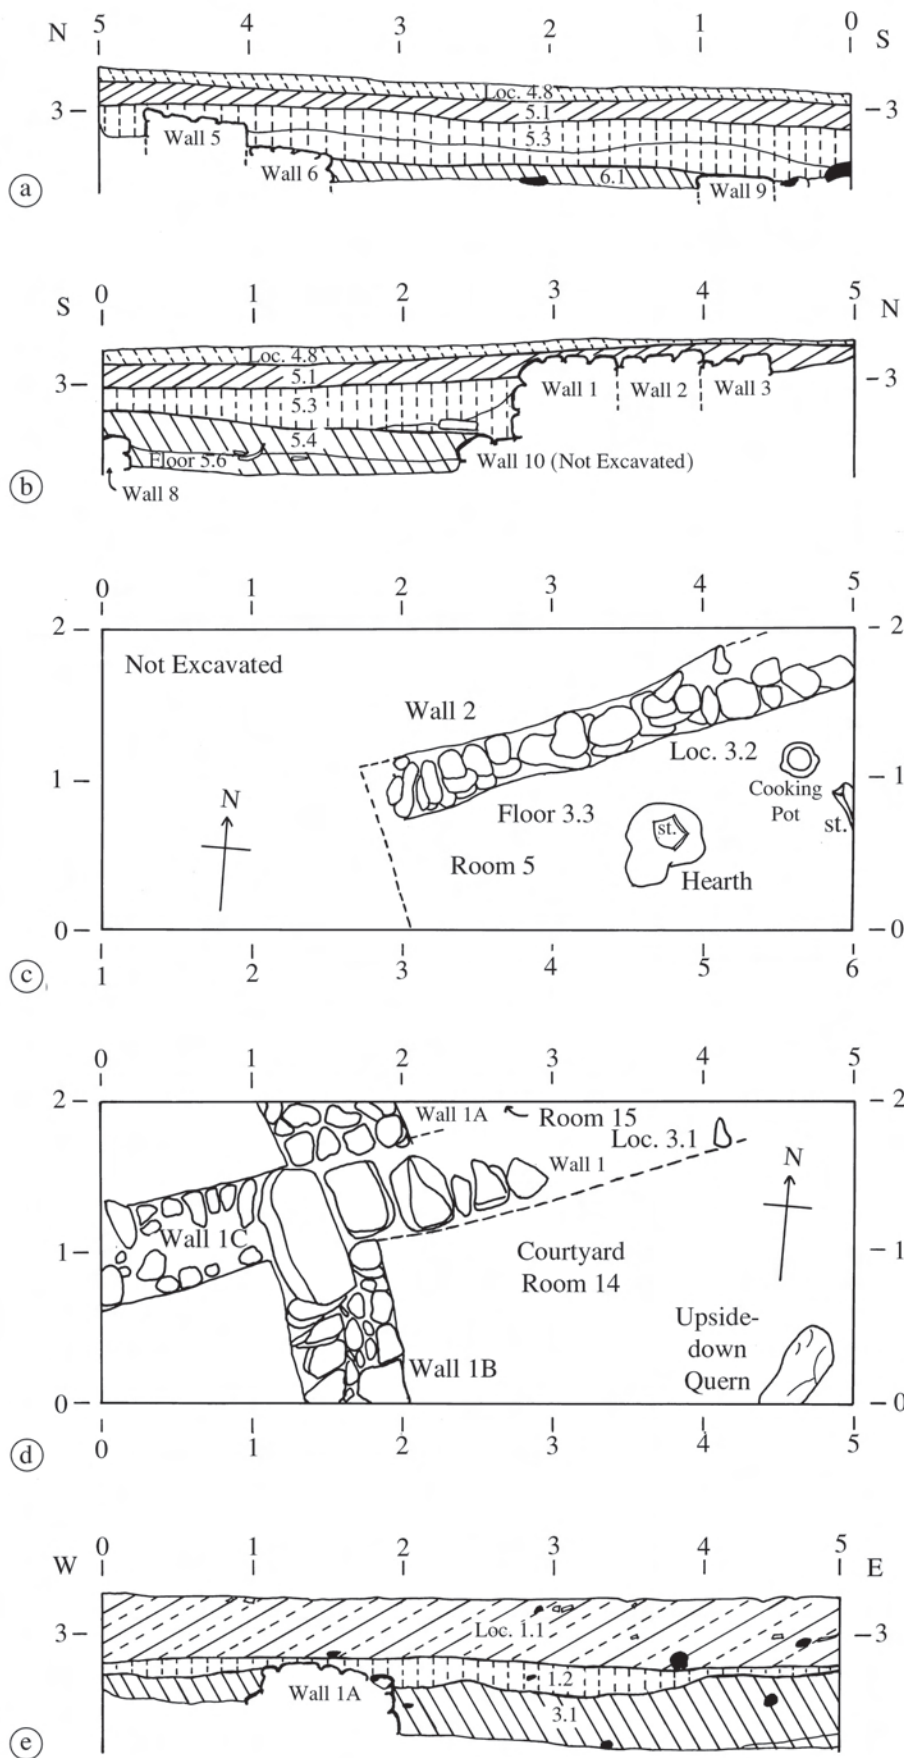 N 5 4 3 2 1 0 S
Loc. 4.8
3 5.1 3
5.3
Wall 5
Wall 6 6.1 Wall 9
a
0 1 2 3 4 5
S N
Loc. 4.8
5.1
3 3
Wall 1 Wall 2 Wall 3
5.3
5.4
Floor 5.6 Wall 10 (Not Excavated)
b
Wall 8
0 1 2 3 4 5
2 2
Not Excavated
Wall 2
Loc. 3.2
1 1
Cooking
Pot
N Floor 3.3
st. st.
Room 5
Hearth
0 0
c
1 2 3 4 5 6
0 1 2 3 4 5
2 2
Wall 1A Room 15
Loc. 3.1
Wall 1 N
Wall 1C
1 1
Courtyard
Room 14
Upside-
down
Quern
Wall 1B
0 0
d
0 1 2 3 4 5
0 1 2 3 4 5
W E
3 Loc. 1.1 3
1.2
Wall 1A
3.1
e